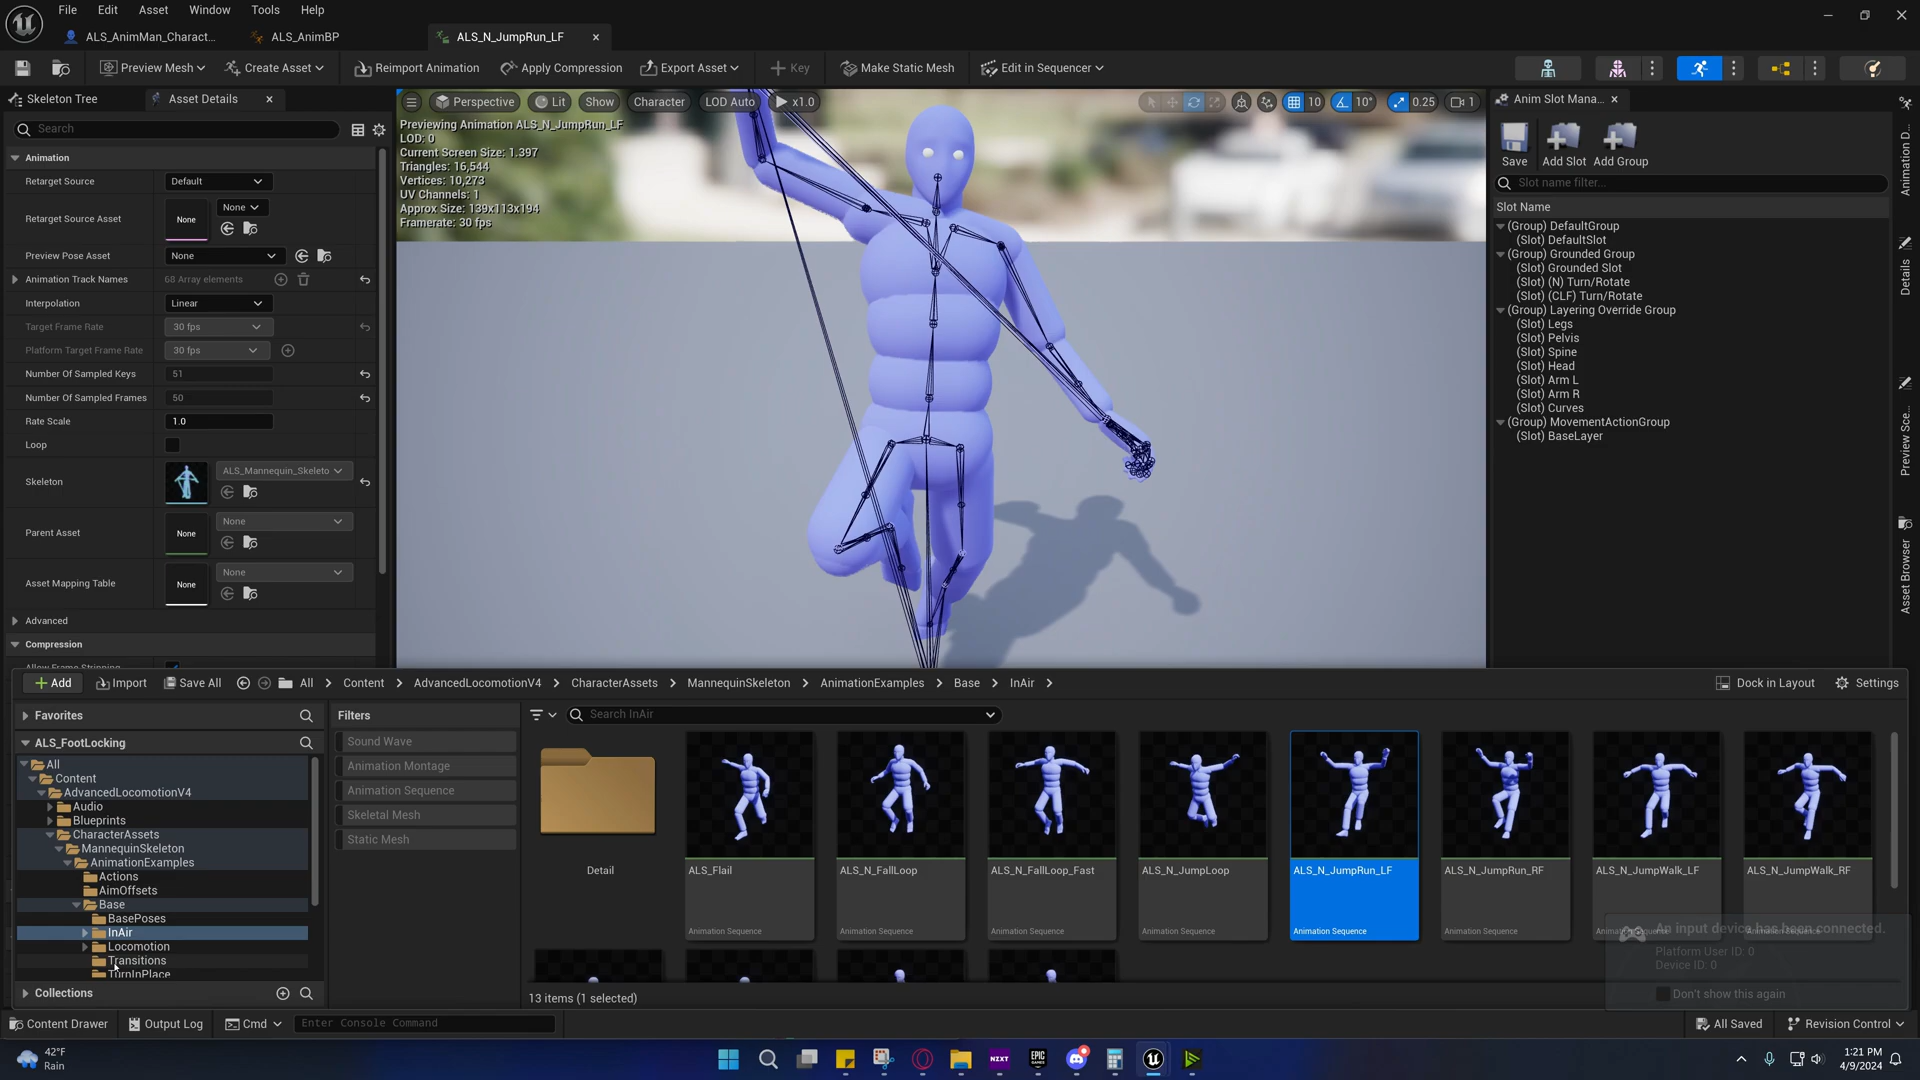 File Edit Asset Window Tools Help
ALS_AnimMan_Charact... ALS_AnimBP ALS_N_JumpRun_LF
Preview Mesh Create Asset Reimport Animation Apply Compression Export Asset Key Make Static Mesh Edit in Sequencer
Skeleton Tree Asset Details
Search
Animation
Retarget Source Default
Retarget Source Asset None None
Preview Pose Asset None
Animation Track Names 68 Array elements
Interpolation Linear
Target Frame Rate 30 fps
Platform Target Frame Rate 30 fps
Number Of Sampled Keys 51
Number Of Sampled Frames 50
Rate Scale 1.0
Loop
Skeleton ALS_Mannequin_Skeleto
Parent Asset None None
Asset Mapping Table None None
Advanced
Compression
Allow Frame Stripping
Perspective Lit Show Character LOD Auto x1.0 10 10° 0.25 1
Previewing Animation ALS_N_JumpRun_LF
LOD: 0
Current Screen Size: 1.397
Triangles: 16,544
Vertices: 10,273
UV Channels: 1
Approx Size: 139x113x194
Framerate: 30 fps
Anim Slot Mana...
Save Add Slot Add Group
Slot name filter...
Slot Name
(Group) DefaultGroup
(Slot) DefaultSlot
(Group) Grounded Group
(Slot) Grounded Slot
(Slot) (N) Turn/Rotate
(Slot) (CLF) Turn/Rotate
(Group) Layering Override Group
(Slot) Legs
(Slot) Pelvis
(Slot) Spine
(Slot) Head
(Slot) Arm L
(Slot) Arm R
(Slot) Curves
(Group) MovementActionGroup
(Slot) BaseLayer
Animation D...
Details
Preview Sce...
Asset Browser
Add Import Save All All Content AdvancedLocomotionV4 CharacterAssets MannequinSkeleton AnimationExamples Base InAir Dock in Layout Settings
Favorites
ALS_FootLocking
All
Content
AdvancedLocomotionV4
Audio
Blueprints
CharacterAssets
MannequinSkeleton
AnimationExamples
Actions
AimOffsets
Base
BasePoses
InAir
Locomotion
Transitions
TurnInPlace
Collections
Filters
Sound Wave
Animation Montage
Animation Sequence
Skeletal Mesh
Static Mesh
Search InAir
Detail ALS_Flail ALS_N_FallLoop ALS_N_FallLoop_Fast ALS_N_JumpLoop ALS_N_JumpRun_LF ALS_N_JumpRun_RF ALS_N_JumpWalk_LF ALS_N_JumpWalk_RF
Animation Sequence Animation Sequence Animation Sequence Animation Sequence Animation Sequence Animation Sequence Animation Sequence
An input device has been connected.
Platform User ID: 0
Device ID: 0
Don't show this again
13 items (1 selected)
Content Drawer Output Log Cmd Enter Console Command All Saved Revision Control
42°F
Rain
NZXT
EPIC GAMES
1:21 PM
4/9/2024